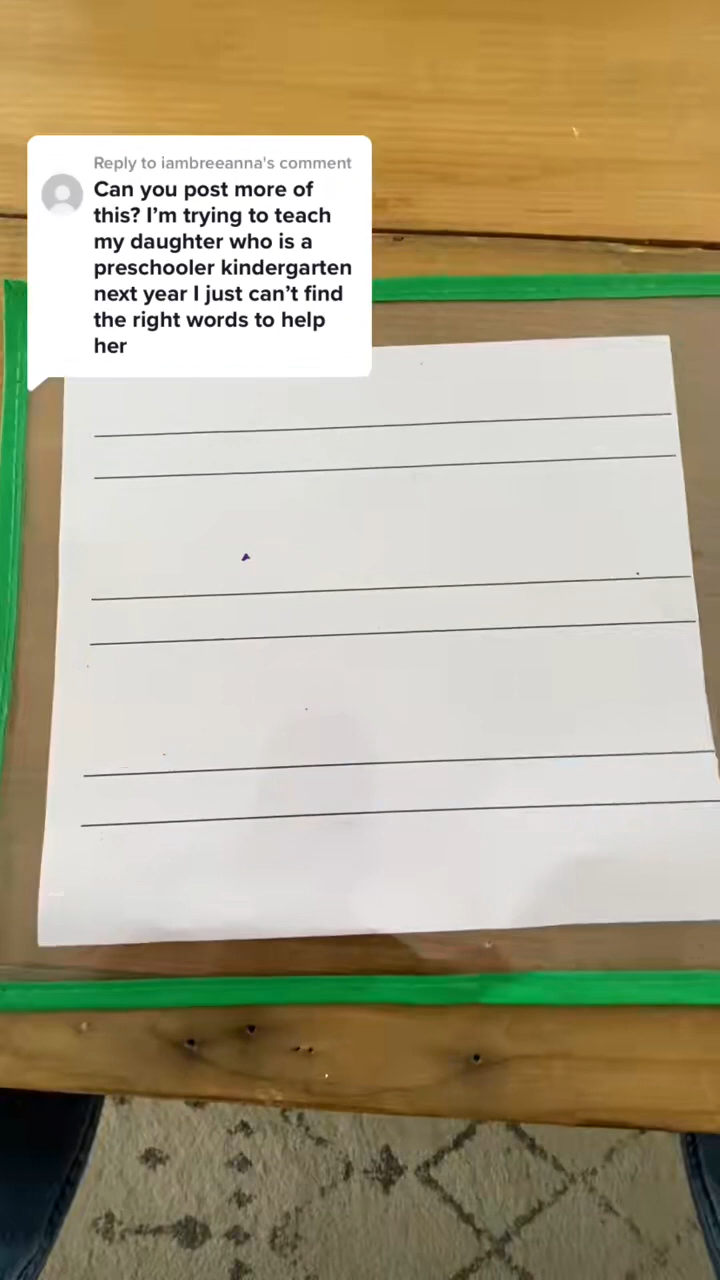 Reply to iambreeanna's comment
Can you post more of
this? I’m trying to teach
my daughter who is a
preschooler kindergarten
next year I just can’t find
the right words to help
her